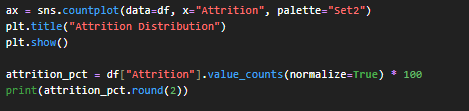 ax = sns.countplot(data=df, x="Attrition", palette="Set2")
plt.title("Attrition Distribution")
plt.show()
attrition_pct = df["Attrition"].value_counts(normalize=True) * 100
print(attrition_pct.round(2))